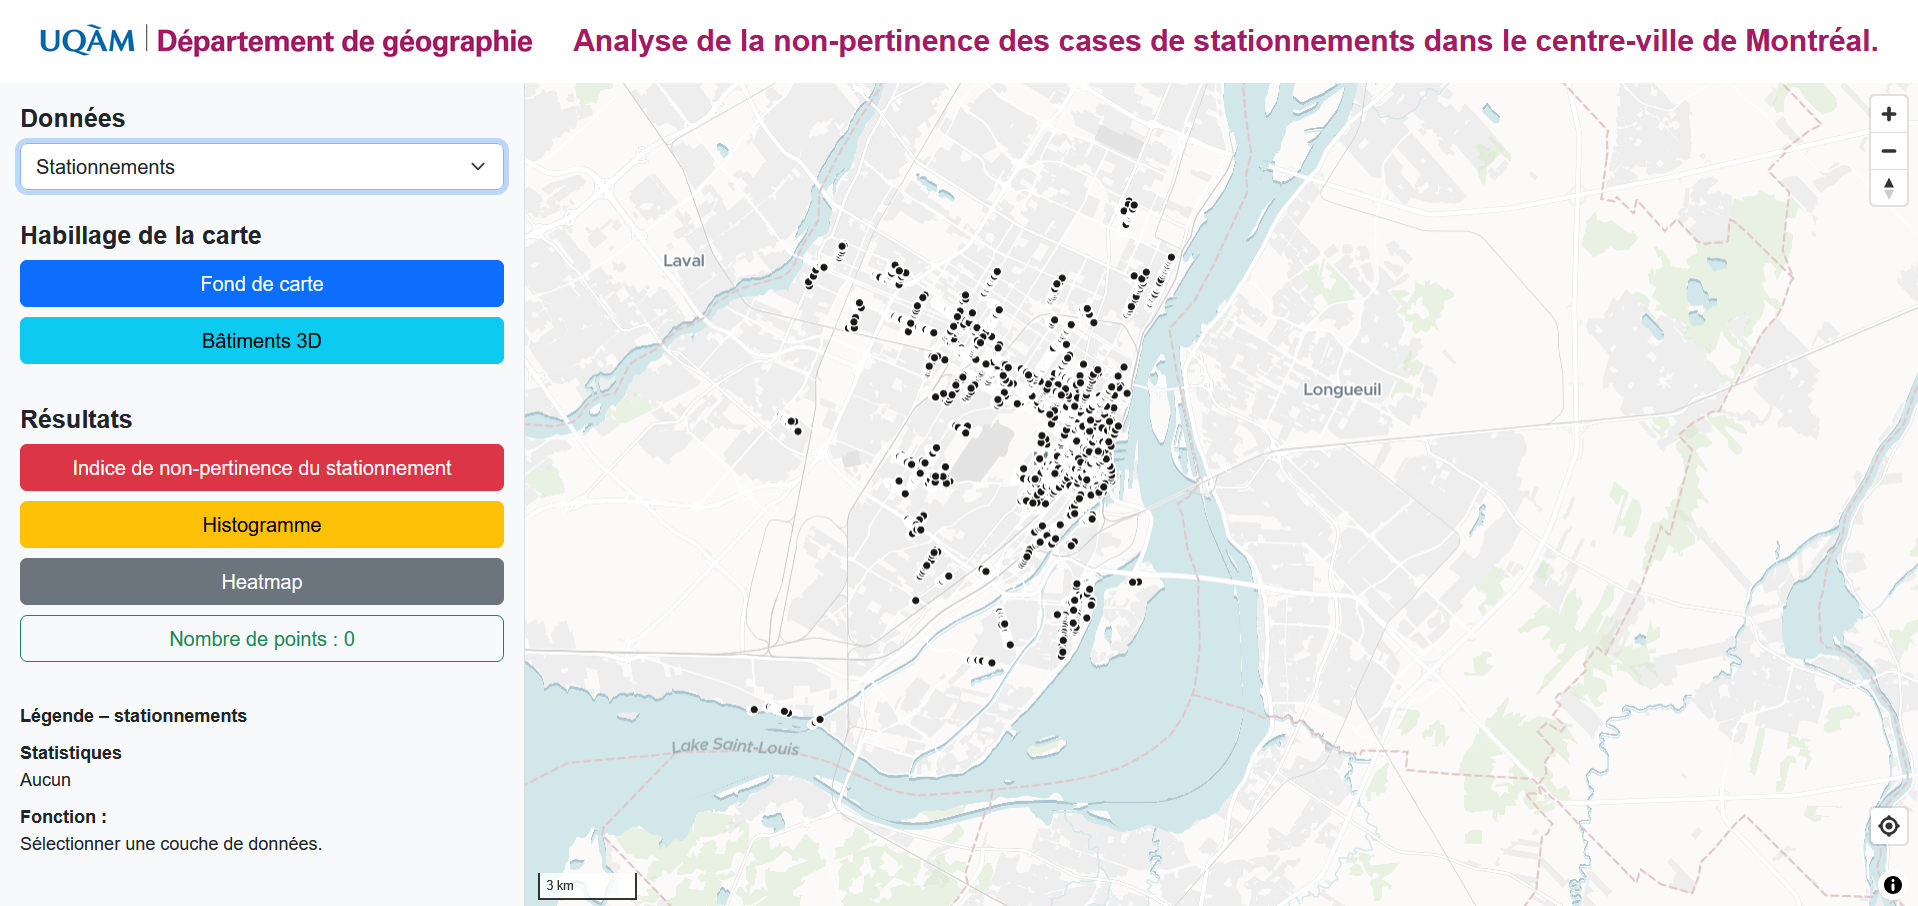 UQÀM | Département de géographie
Analyse de la non-pertinence des cases de stationnements dans le centre-ville de Montréal.
Données
Stationnements
Habillage de la carte
Fond de carte
Bâtiments 3D
Résultats
Indice de non-pertinence du stationnement
Histogramme
Heatmap
Nombre de points : 0
Légende – stationnements
Statistiques
Aucun
Fonction :
Sélectionner une couche de données.
Laval
Longueuil
Lake Saint-Louis
3 km